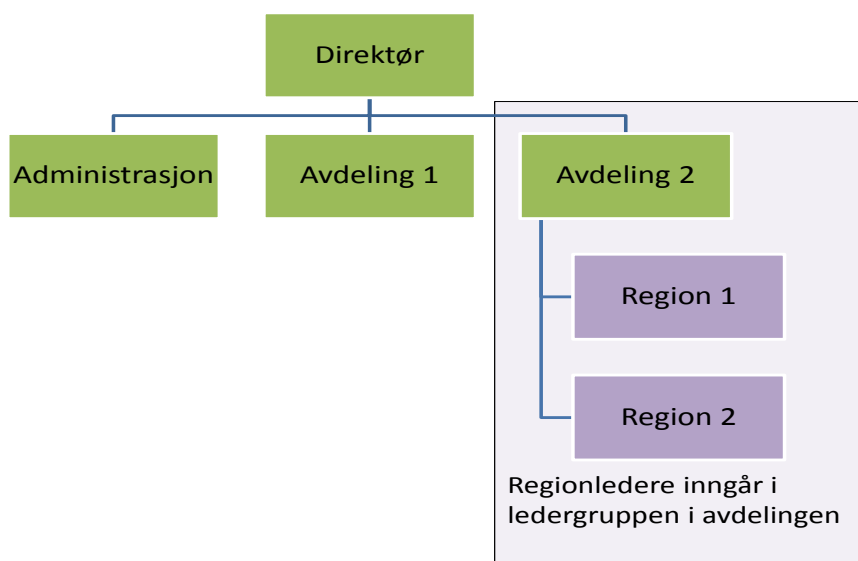 Direktør
Administrasjon
Avdeling 1
Avdeling 2
Region 1
Region 2
Regionledere inngår i
ledergruppen i avdelingen